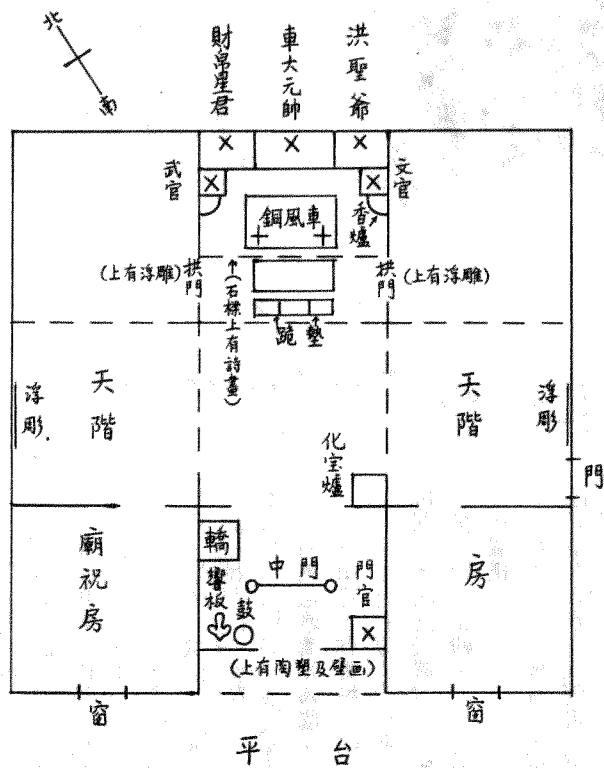 北
南
財帛星君
車大元帥
洪聖爺
武官
文官
銅風車
香爐
(上有浮雕)
拱門
拱門
(上有浮雕)
(石樑上有詩畫)
跪墊
天階
浮彫.
天階
浮彫
門
化宝爐
廟祝房
轎
響板
鼓
中門
門官
房
(上有陶塑及壁画)
窗
窗
平台